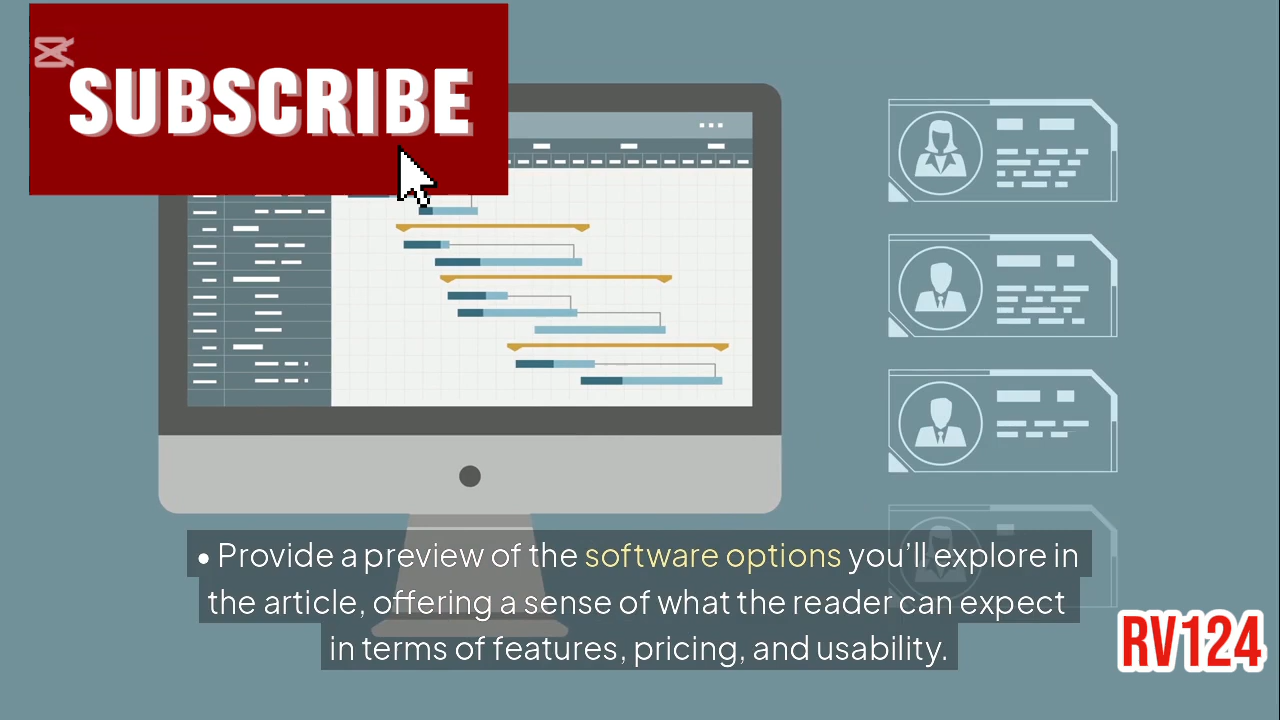 SUBSCRIBE
• Provide a preview of the software options you’ll explore in
the article, offering a sense of what the reader can expect
in terms of features, pricing, and usability.
RV124